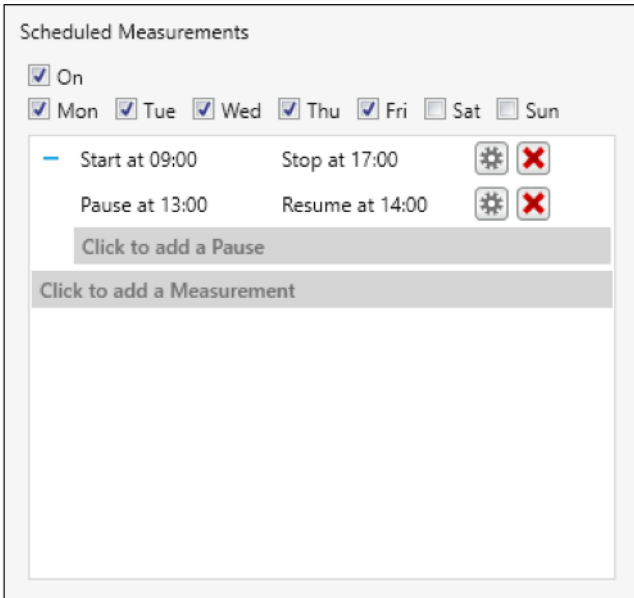 Scheduled Measurements
On
Mon Tue Wed Thu Fri Sat Sun
Start at 09:00 Stop at 17:00
Pause at 13:00 Resume at 14:00
Click to add a Pause
Click to add a Measurement